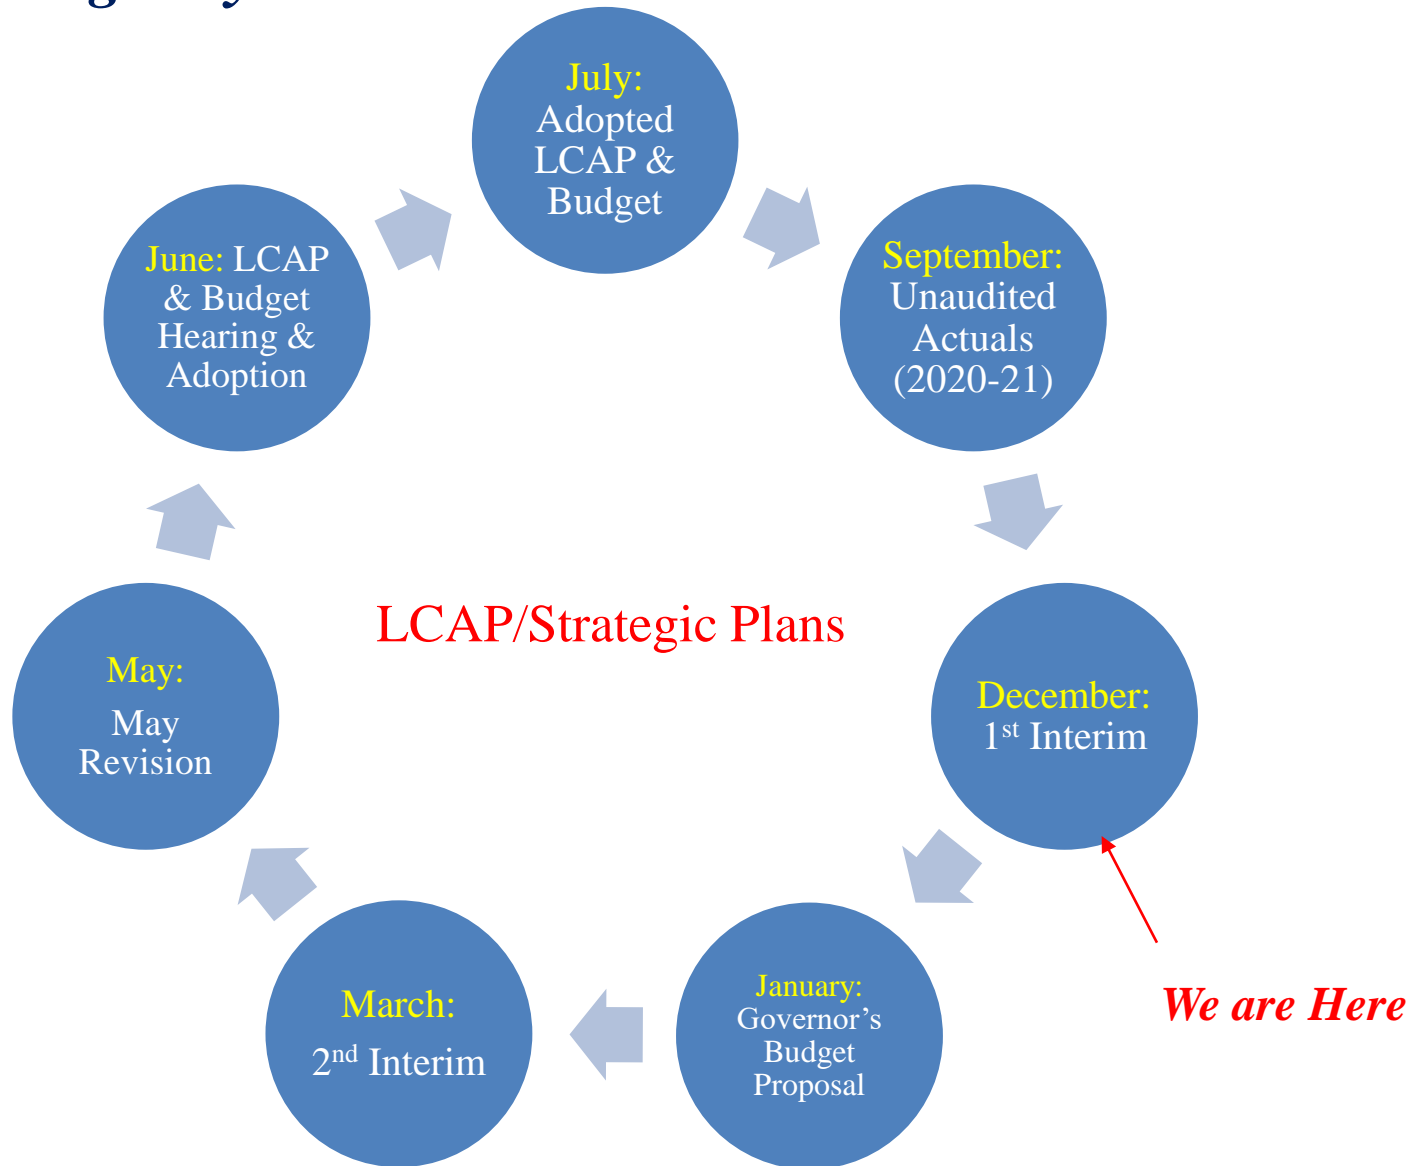 July:
Adopted
LCAP &
Budget
September:
Unaudited
Actuals
(2020-21)
December:
1st Interim
We are Here
January:
Governor’s
Budget
Proposal
March:
2nd Interim
May:
May
Revision
June: LCAP
& Budget
Hearing &
Adoption
LCAP/Strategic Plans